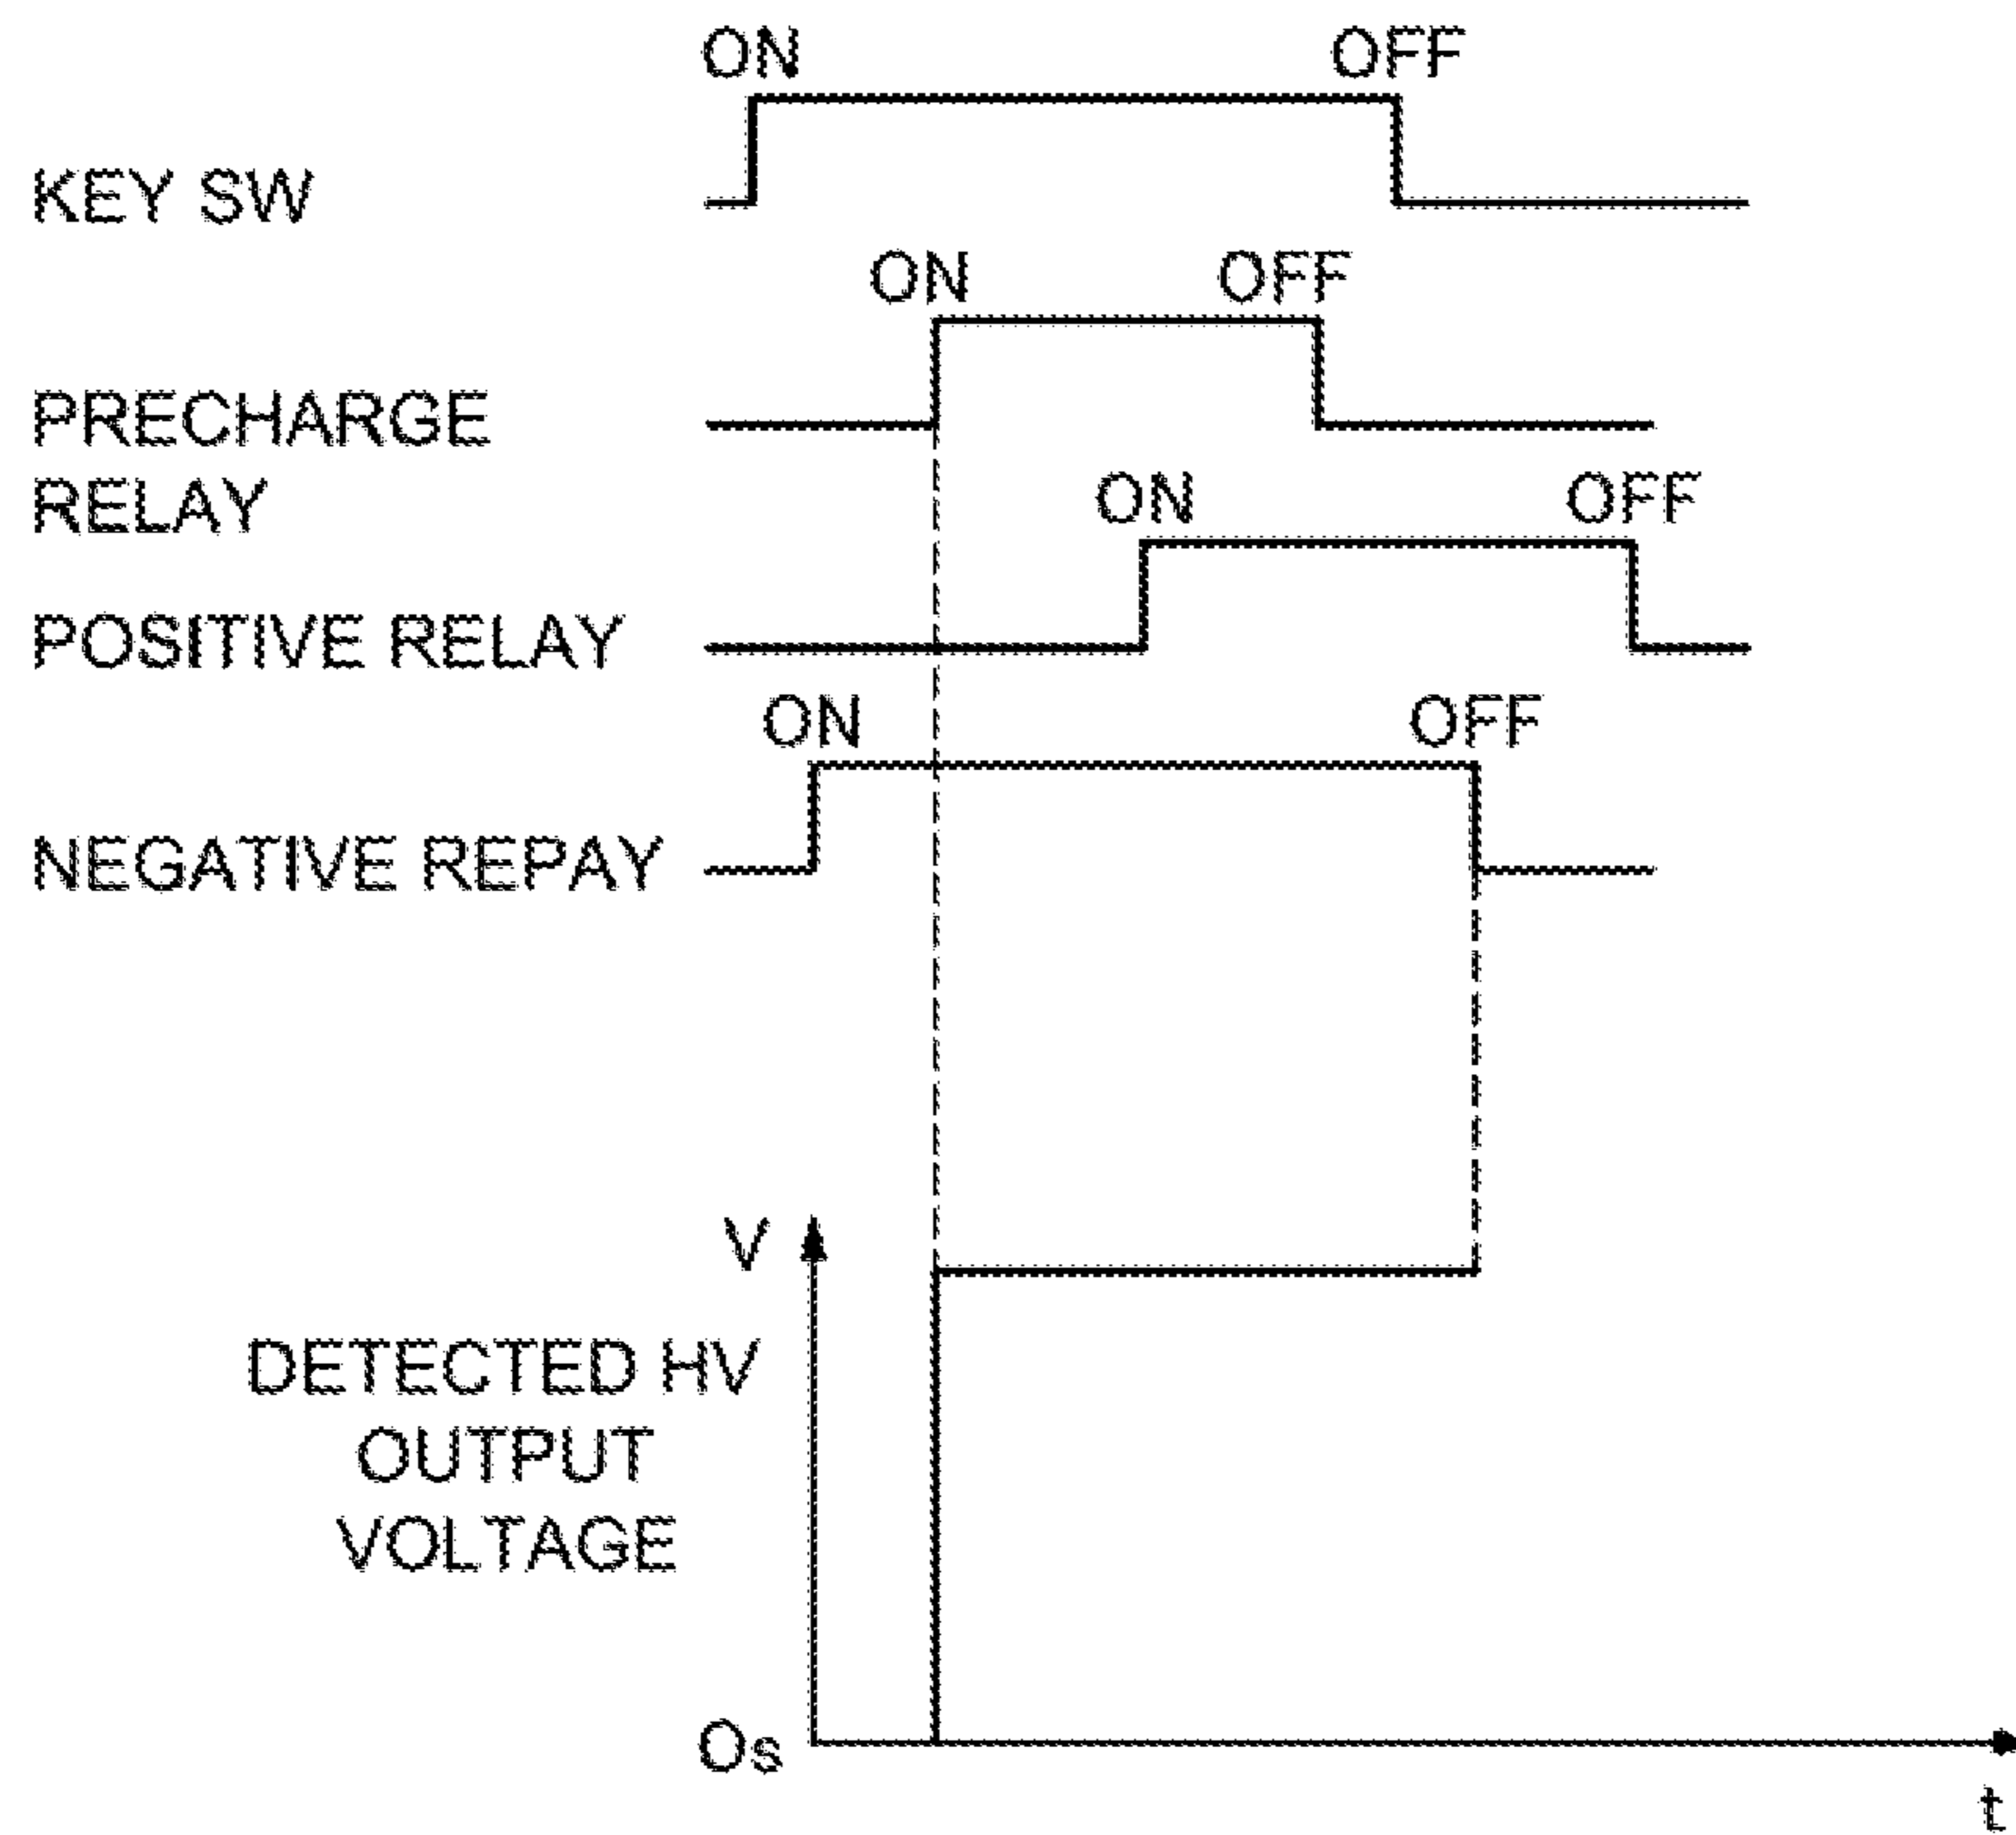 ON OFF
KEY SW
ON OFF
PRECHARGE
RELAY
ON OFF
POSITIVE RELAY
ON OFF
NEGATIVE REPAY
V
DETECTED HV
OUTPUT
VOLTAGE
Os
t